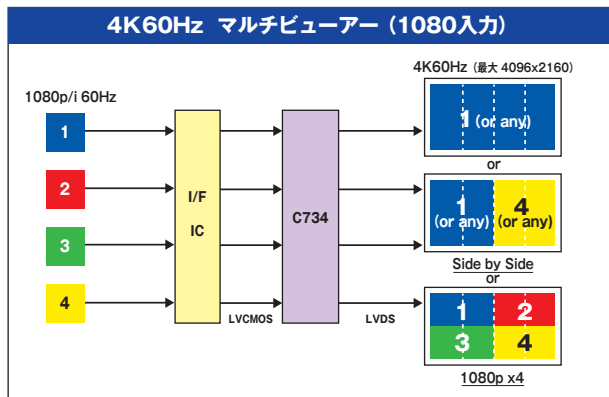 4K60Hz マルチビューアー（1080入力）
4K60Hz （最大 4096x2160）
1080p/i 60Hz
1
2
3
4
I/F
IC
C734
LVCMOS
LVDS
1 (or any)
or
1
(or any)
4
(or any)
Side by Side
or
1
2
3
4
1080p x4